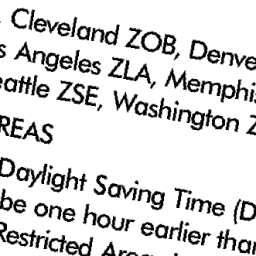 , Cleveland ZOB, Denve
s Angeles ZLA, Memphis
eattle ZSE, Washington Z
REAS
Daylight Saving Time (D
be one hour earlier than
Restricted Areas